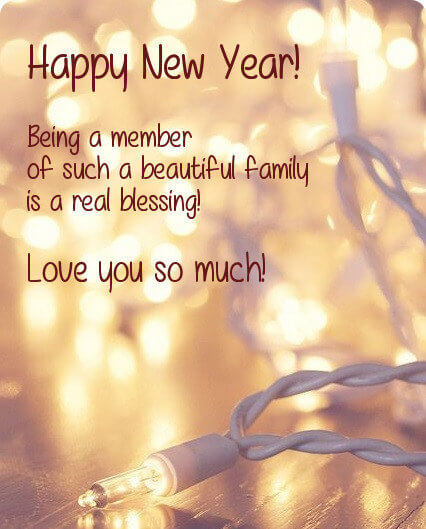 Happy New Year!
Being a member
of such a beautiful family
is a real blessing!
Love you so much!